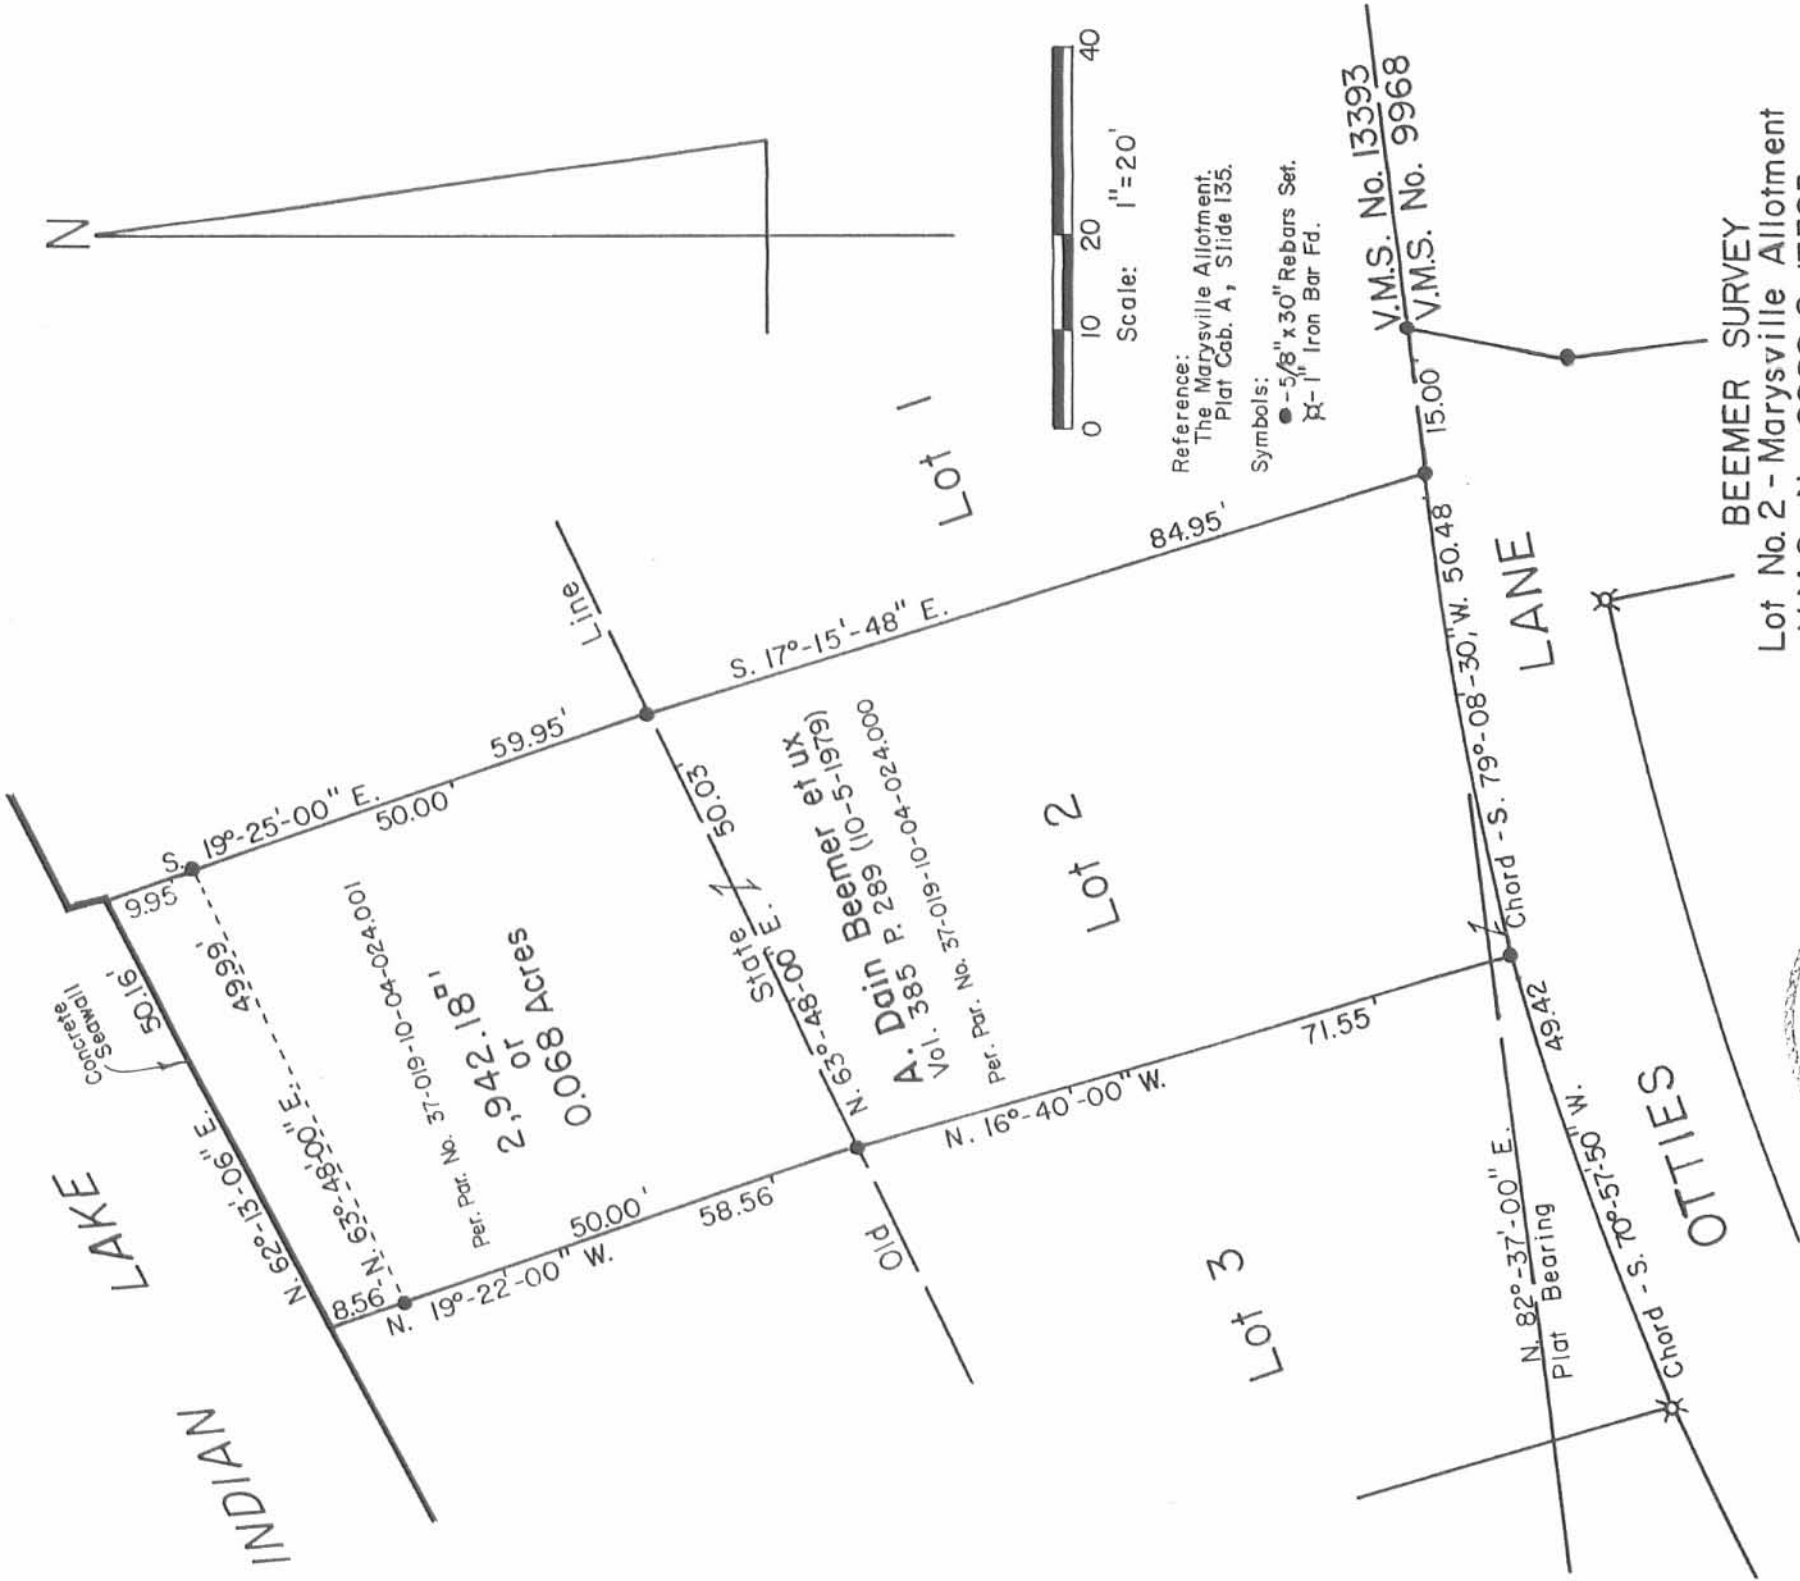 N
INDIAN LAKE
Concrete
Seawall
50.16'
N. 62°-13'-06" E.
9.95
49.99'
N. 63°-48'-00" E.
8.56
S. 19°-25'-00" E.
50.00'
59.95'
Per. Par. No. 37-019-10-04-024.001
2,942.18□'
or
0.068 Acres
N. 19°-22'-00" W.
50.00'
58.56'
Old State Line
N. 63°-48'-00" E. 50.03'
A. Dain Beemer et ux
Vol. 385 P. 289 (10-5-1979)
Per. Par. No. 37-019-10-04-024.000
S. 17°-15'-48" E.
84.95'
Lot 1
Lot 2
Lot 3
N. 16°-40'-00" W.
71.55'
0 10 20 40
Scale: 1"=20'
Reference:
The Marysville Allotment.
Plat Cab. A, Slide 135.
Symbols:
●-5/8"x30" Rebars Set.
¤-1" Iron Bar Fd.
V.M.S. No. 13393
V.M.S. No. 9968
15.00'
Chord - S. 79°-08'-30" W. 50.48
N. 82°-37'-00" E.
Plat Bearing
Chord - S. 70°-57'-50" W. 49.42
OTTIES LANE
BEEMER SURVEY
Lot No. 2 - Marysville Allotment